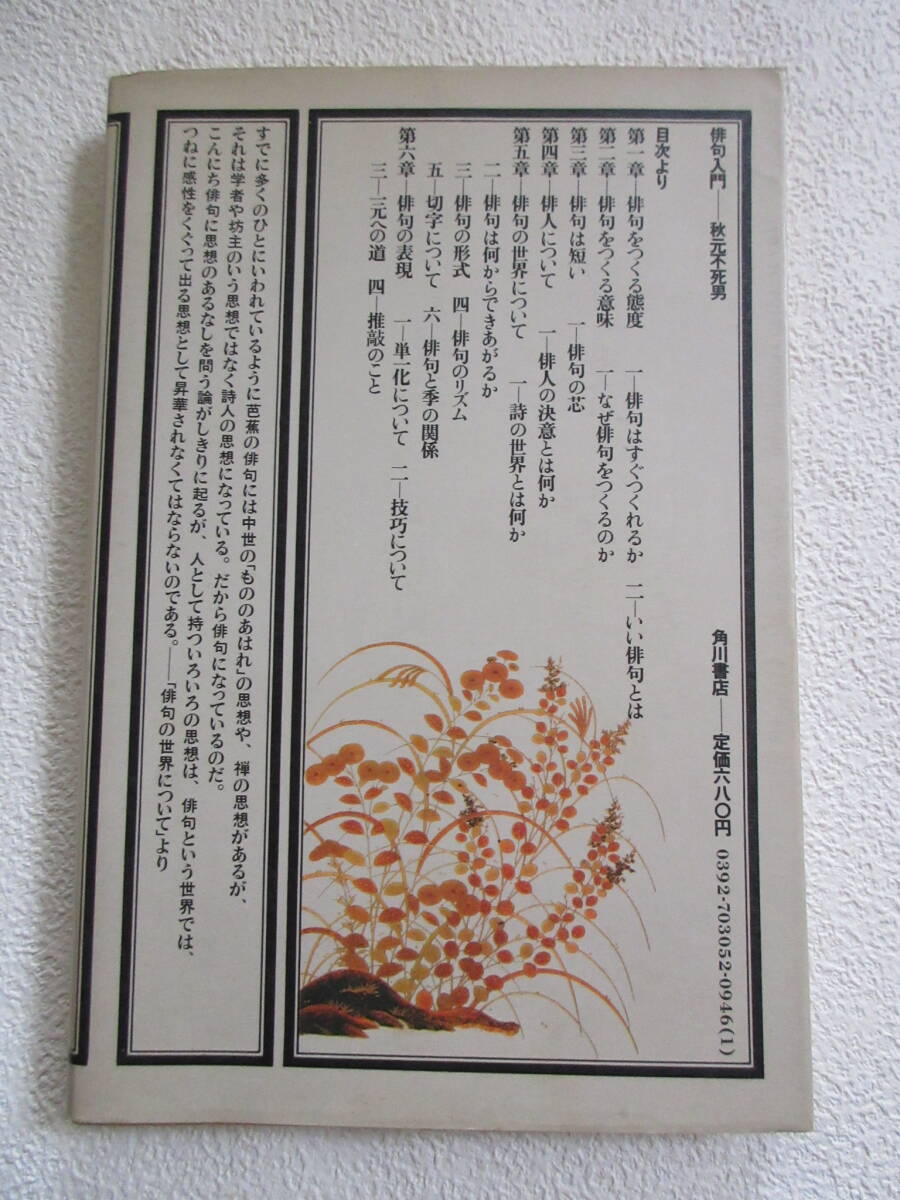 俳句入門――秋元不死男
角川書店――定価六八〇円 0392-703052-0946(1)
目次より
第一章―俳句をつくる態度 一―俳句はすぐつくれるか 二―いい俳句とは
第二章―俳句をつくる意味 一―なぜ俳句をつくるのか
第三章―俳句は短い 一―俳句の芯
第四章―俳人について 一―俳人の決意とは何か
第五章―俳句の世界について 一―詩の世界とは何か
二―俳句は何からできあがるか
三―俳句の形式 四―俳句のリズム
五―切字について 六―俳句と季の関係
第六章―俳句の表現 一―単一化について 二―技巧について
三―三元への道 四―推敲のこと
すでに多くのひとにいわれているように芭蕉の俳句には中世の「もののあはれ」の思想や、禅の思想があるが、
それは学者や坊主のいう思想ではなく詩人の思想になっている。だから俳句になっているのだ。
こんにち俳句に思想のあるなしを問う論がしきりに起るが、人として持ついろいろの思想は、俳句という世界では、
つねに感性をくぐって出る思想として昇華されなくてはならないのである。――「俳句の世界について」より